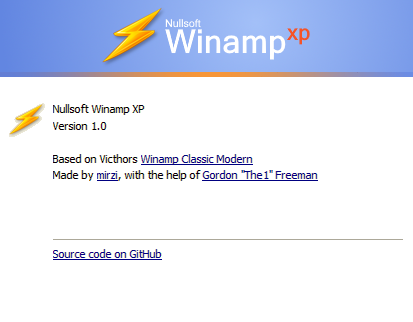 Nullsoft
Winamp xp
Nullsoft Winamp XP
Version 1.0
Based on Victhors Winamp Classic Modern
Made by mirzi, with the help of Gordon "The1" Freeman
Source code on GitHub